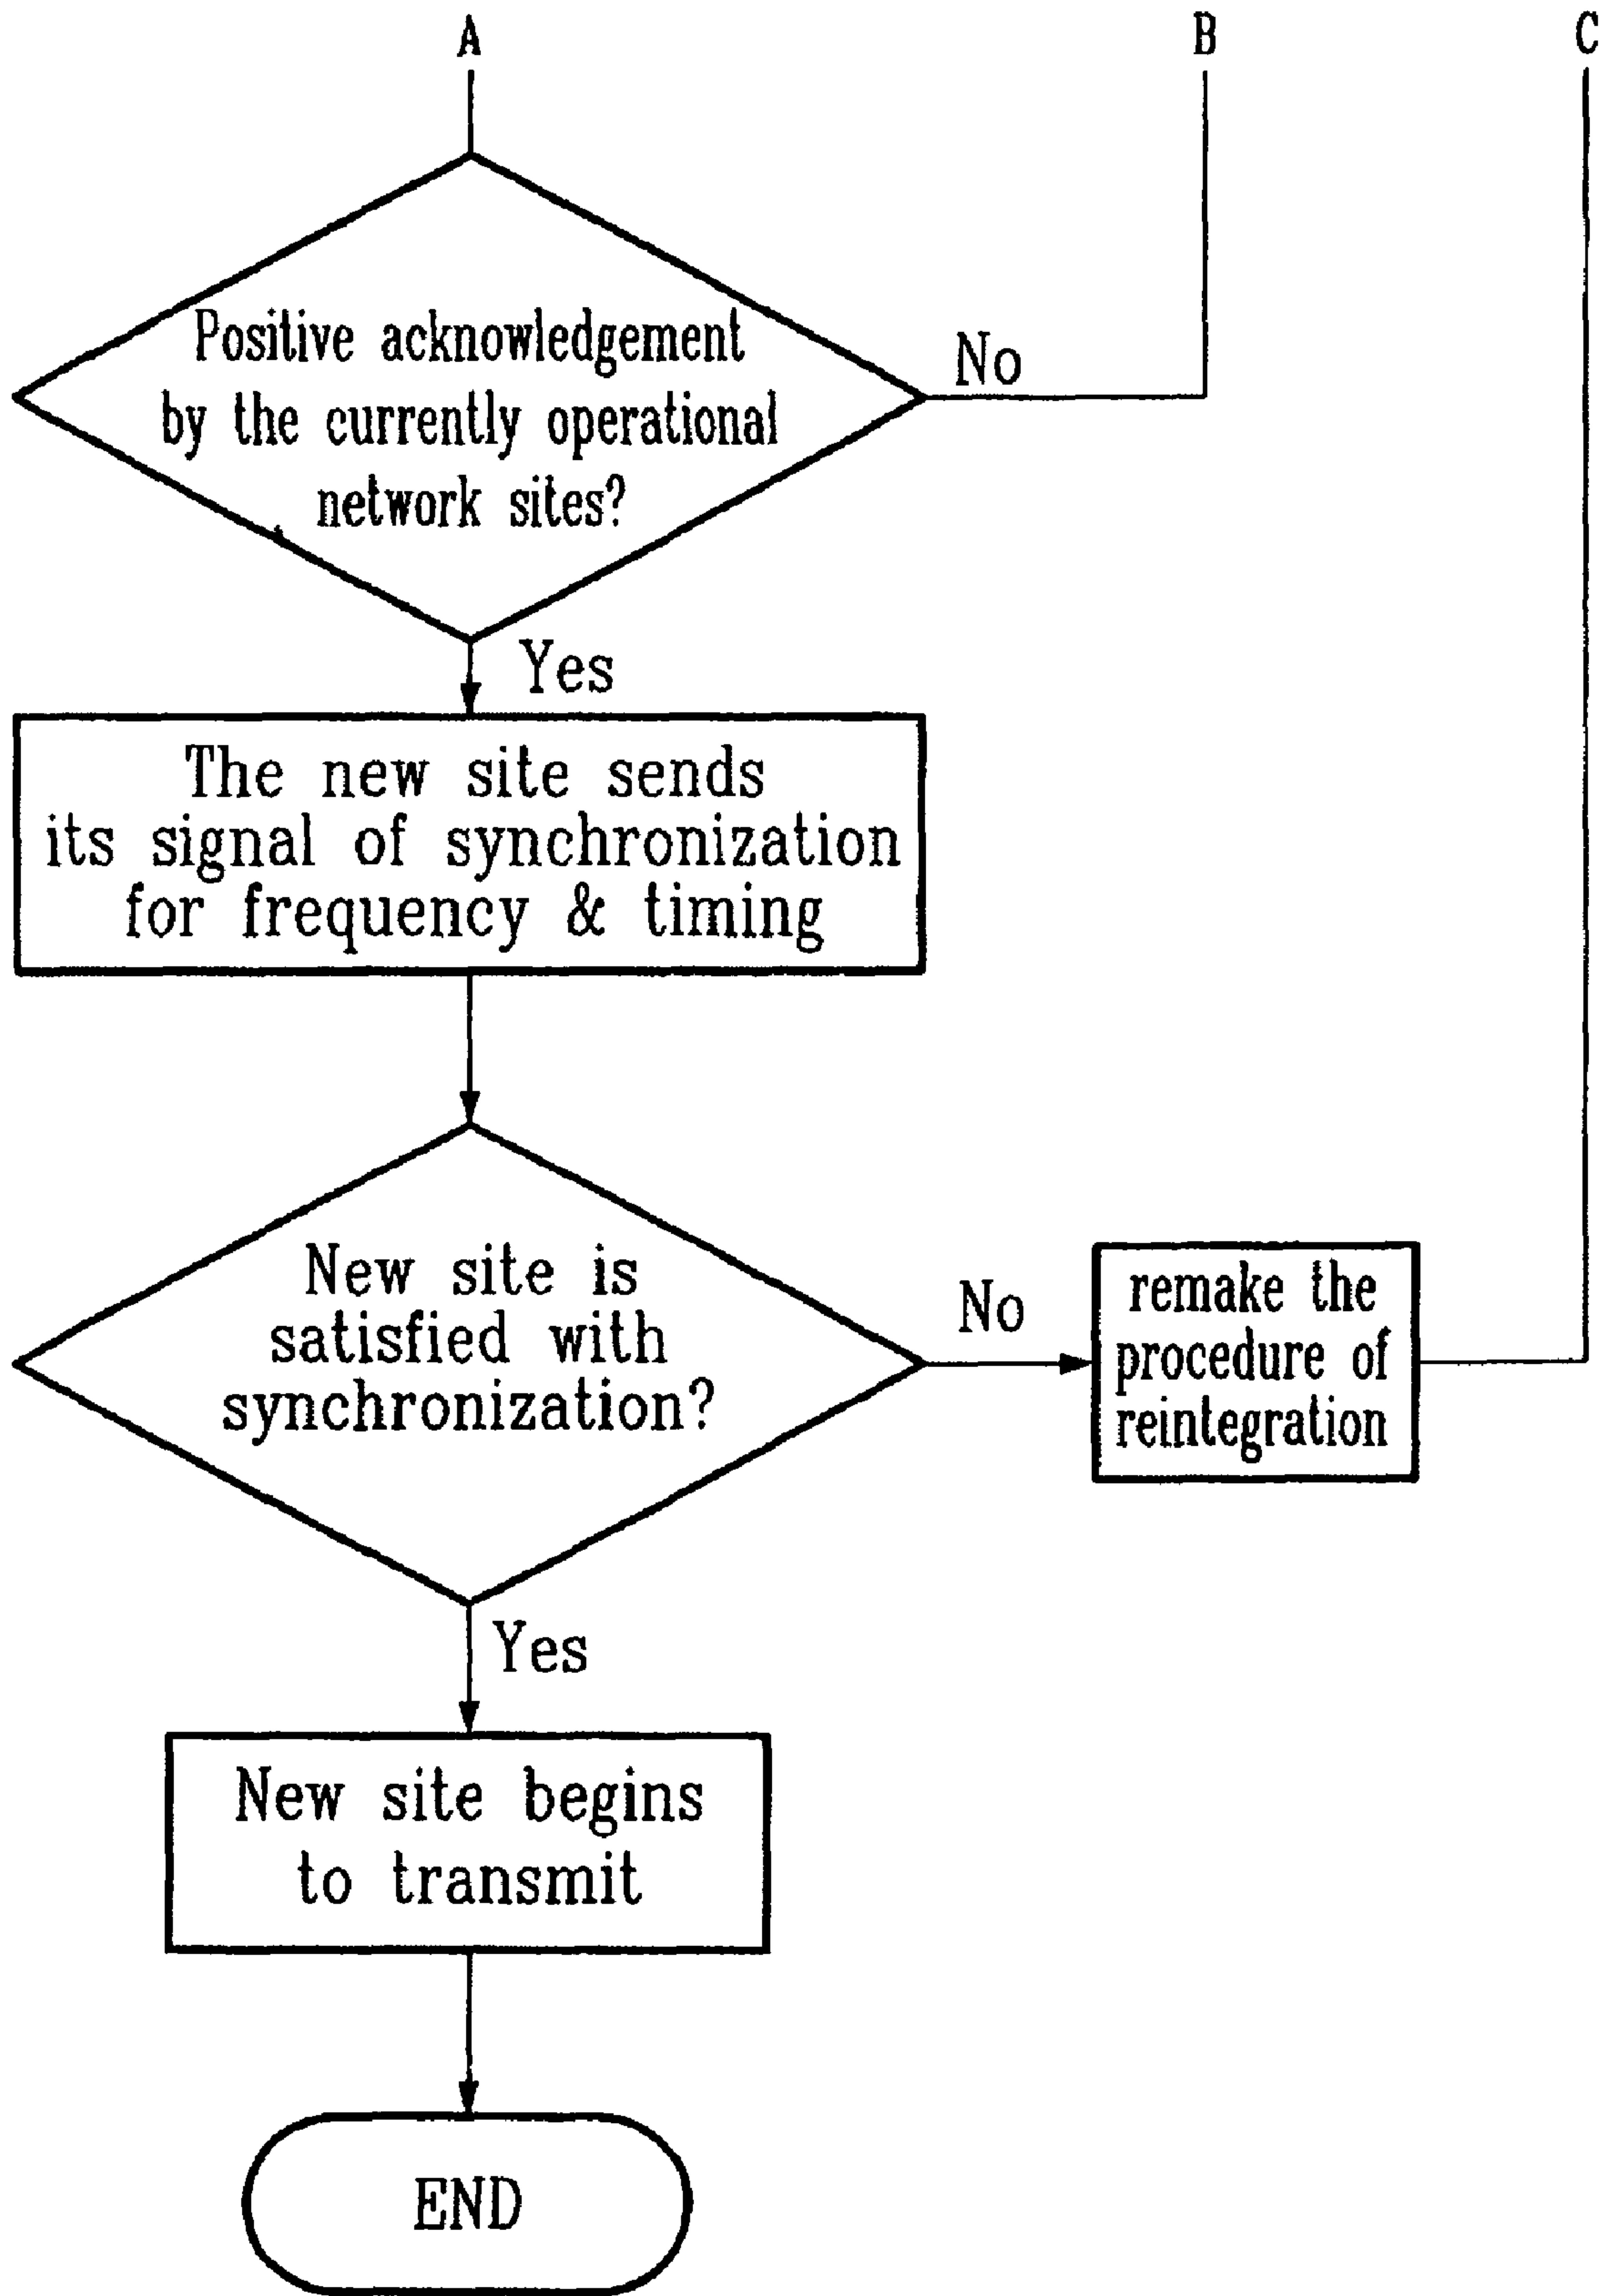 A
B
C
Positive acknowledgement
by the currently operational
network sites?
No
Yes
The new site sends
its signal of synchronization
for frequency & timing
New site is
satisfied with
synchronization?
No
remake the
procedure of
reintegration
Yes
New site begins
to transmit
END